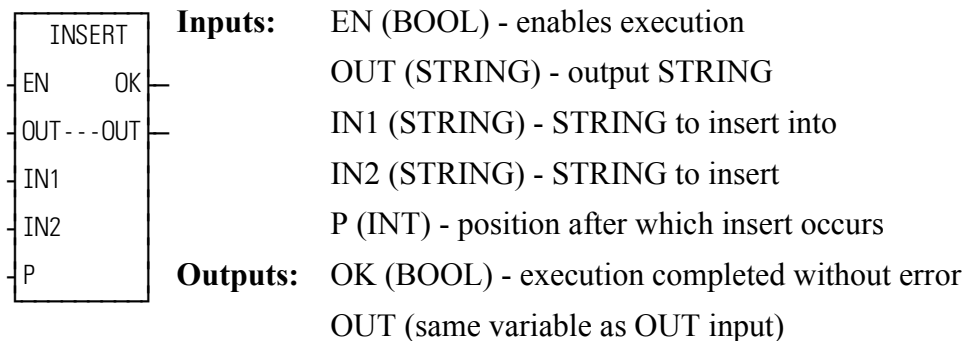 INSERT
EN OK
OUT---OUT
IN1
IN2
P
Inputs: EN (BOOL) - enables execution
OUT (STRING) - output STRING
IN1 (STRING) - STRING to insert into
IN2 (STRING) - STRING to insert
P (INT) - position after which insert occurs
Outputs: OK (BOOL) - execution completed without error
OUT (same variable as OUT input)